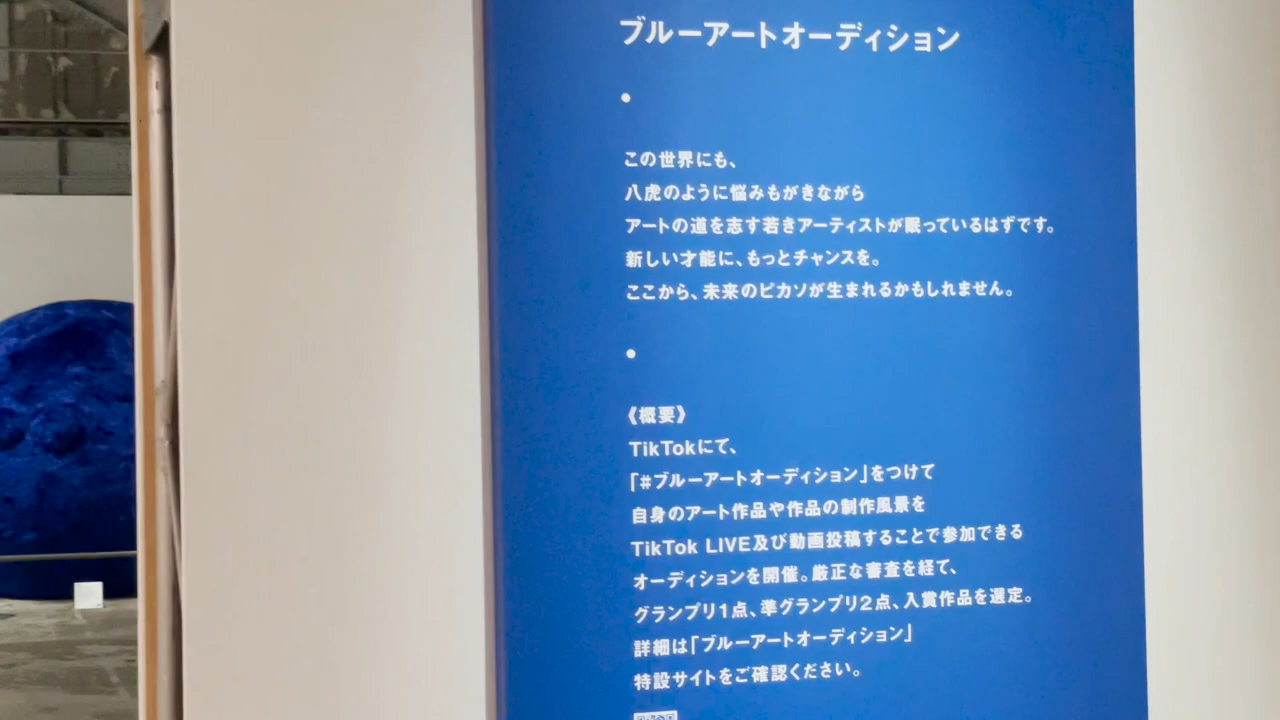 ブルーアートオーディション
この世界にも、
八虎のように悩みもがきながら
アートの道を志す若きアーティストが眠っているはずです。
新しい才能に、もっとチャンスを。
ここから、未来のピカソが生まれるかもしれません。
《概要》
TikTokにて、
「#ブルーアートオーディション」をつけて
自身のアート作品や作品の制作風景を
TikTok LIVE及び動画投稿することで参加できる
オーディションを開催。厳正な審査を経て、
グランプリ1点、準グランプリ2点、入賞作品を選定。
詳細は「ブルーアートオーディション」
特設サイトをご確認ください。